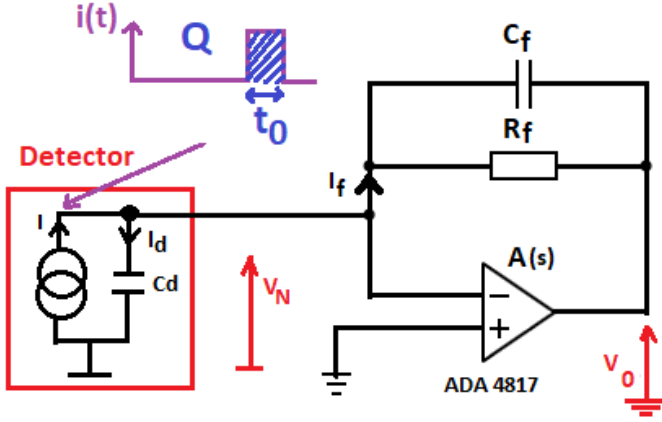 i(t)
Q
t0
Detector
I
Id
Cd
VN
If
Cf
Rf
A(s)
−
+
ADA 4817
V0